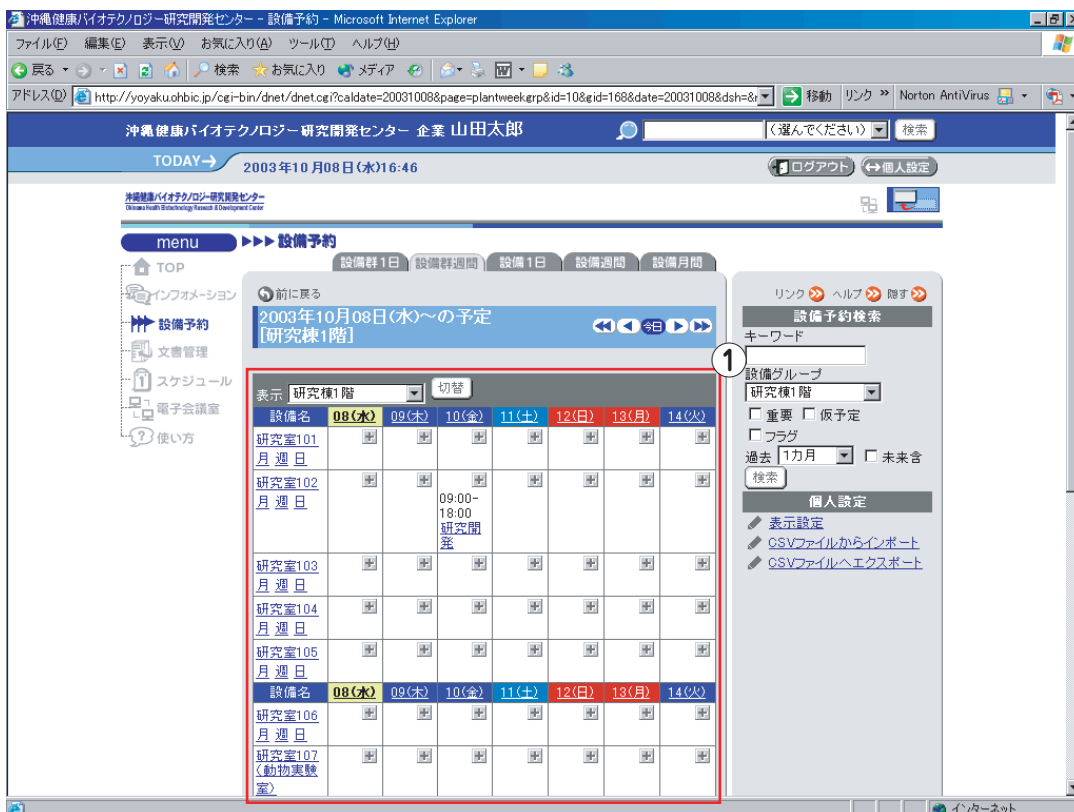 沖縄健康バイオテクノロジー研究開発センター - 設備予約 - Microsoft Internet Explorer
ファイル(F) 編集(E) 表示(V) お気に入り(A) ツール(T) ヘルプ(H)
戻る 検索 お気に入り メディア
アドレス(D) http://yoyaku.ohbic.jp/cgi-bin/dnet/dnet.cgi?caldate=20031008&page=plantweekgrp&id=10&gid=168&date=20031008&dsh=& 移動 リンク » Norton AntiVirus
沖縄健康バイオテクノロジー研究開発センター 企業 山田太郎 (選んでください) 検索
TODAY→ 2003年10月08日(水)16:46 ログアウト 個人設定
沖縄健康バイオテクノロジー研究開発センター
Okinawa Health Biotechnology Research & Development Center
menu
TOP
インフォメーション
設備予約
文書管理
スケジュール
電子会議室
使い方
▶▶▶ 設備予約
設備群1日 設備群週間 設備1日 設備週間 設備月間
前に戻る
2003年10月08日(水)～の予定
[研究棟1階]
今日
表示 研究棟1階 切替
設備名 08(水) 09(木) 10(金) 11(土) 12(日) 13(月) 14(火)
研究室101
月 週 日
研究室102
月 週 日
09:00-
18:00
研究開
発
研究室103
月 週 日
研究室104
月 週 日
研究室105
月 週 日
設備名 08(水) 09(木) 10(金) 11(土) 12(日) 13(月) 14(火)
研究室106
月 週 日
研究室107
(動物実験
室)
①
リンク ヘルプ 隠す
設備予約検索
キーワード
設備グループ
研究棟1階
重要 仮予定
フラグ
過去 1カ月 未来含
検索
個人設定
表示設定
CSVファイルからインポート
CSVファイルへエクスポート
インターネット